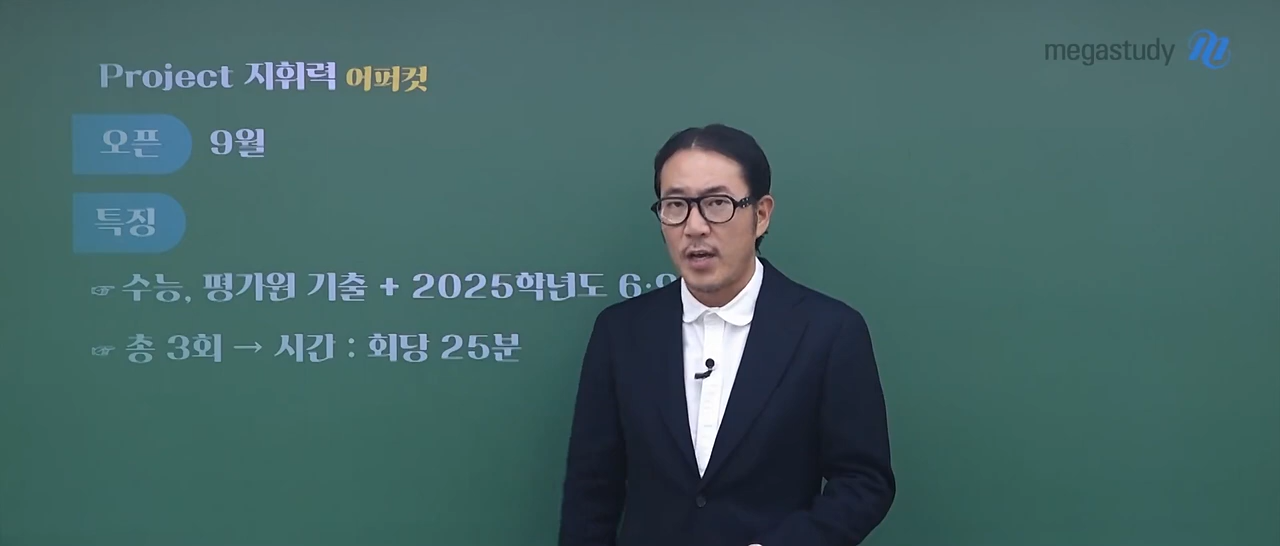 megastudy
Project 지휘력 어퍼컷
오픈 9월
특징
☞ 수능, 평가원 기출 + 2025학년도 6·
☞ 총 3회 → 시간 : 회당 25분